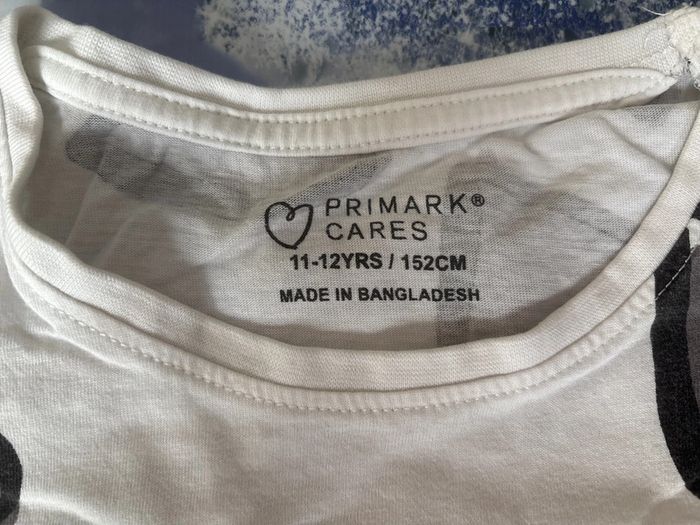 PRIMARK®
CARES
11-12YRS / 152CM
MADE IN BANGLADESH